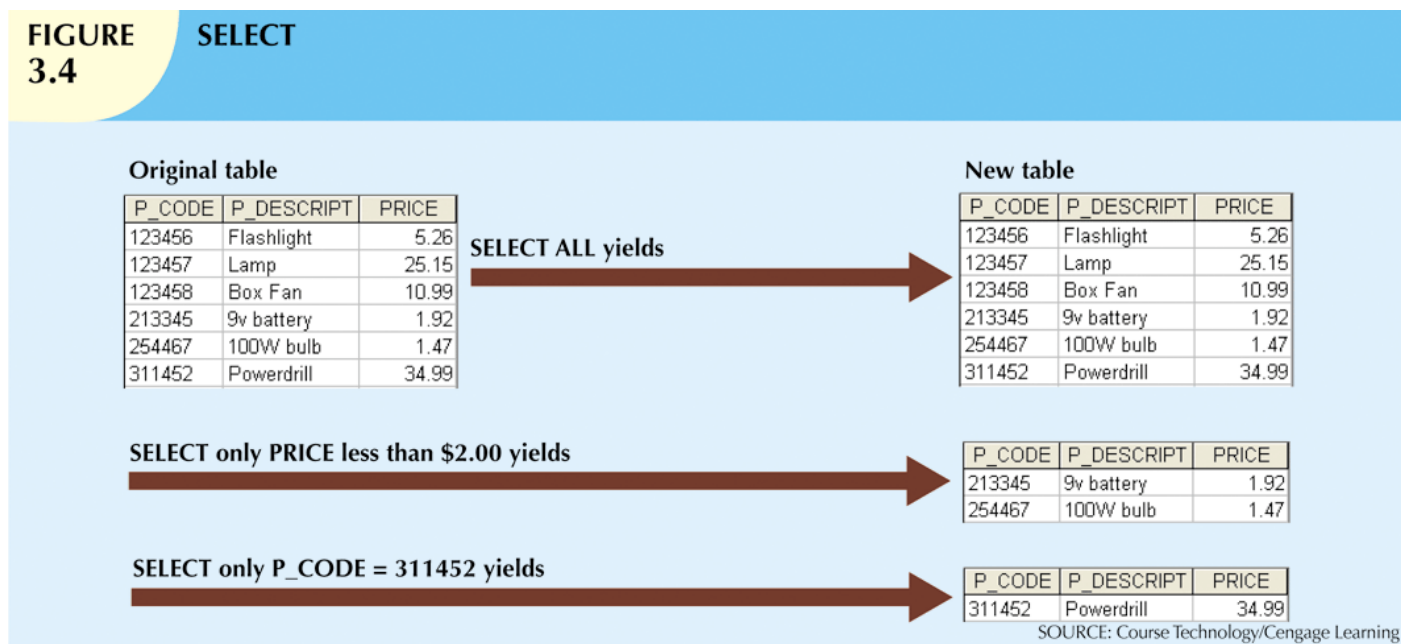 FIGURE SELECT
3.4
Original table
P_CODE P_DESCRIPT PRICE
123456 Flashlight 5.26
123457 Lamp 25.15
123458 Box Fan 10.99
213345 9v battery 1.92
254467 100W bulb 1.47
311452 Powerdrill 34.99
SELECT ALL yields
New table
P_CODE P_DESCRIPT PRICE
123456 Flashlight 5.26
123457 Lamp 25.15
123458 Box Fan 10.99
213345 9v battery 1.92
254467 100W bulb 1.47
311452 Powerdrill 34.99
SELECT only PRICE less than $2.00 yields
P_CODE P_DESCRIPT PRICE
213345 9v battery 1.92
254467 100W bulb 1.47
SELECT only P_CODE = 311452 yields
P_CODE P_DESCRIPT PRICE
311452 Powerdrill 34.99
SOURCE: Course Technology/Cengage Learning